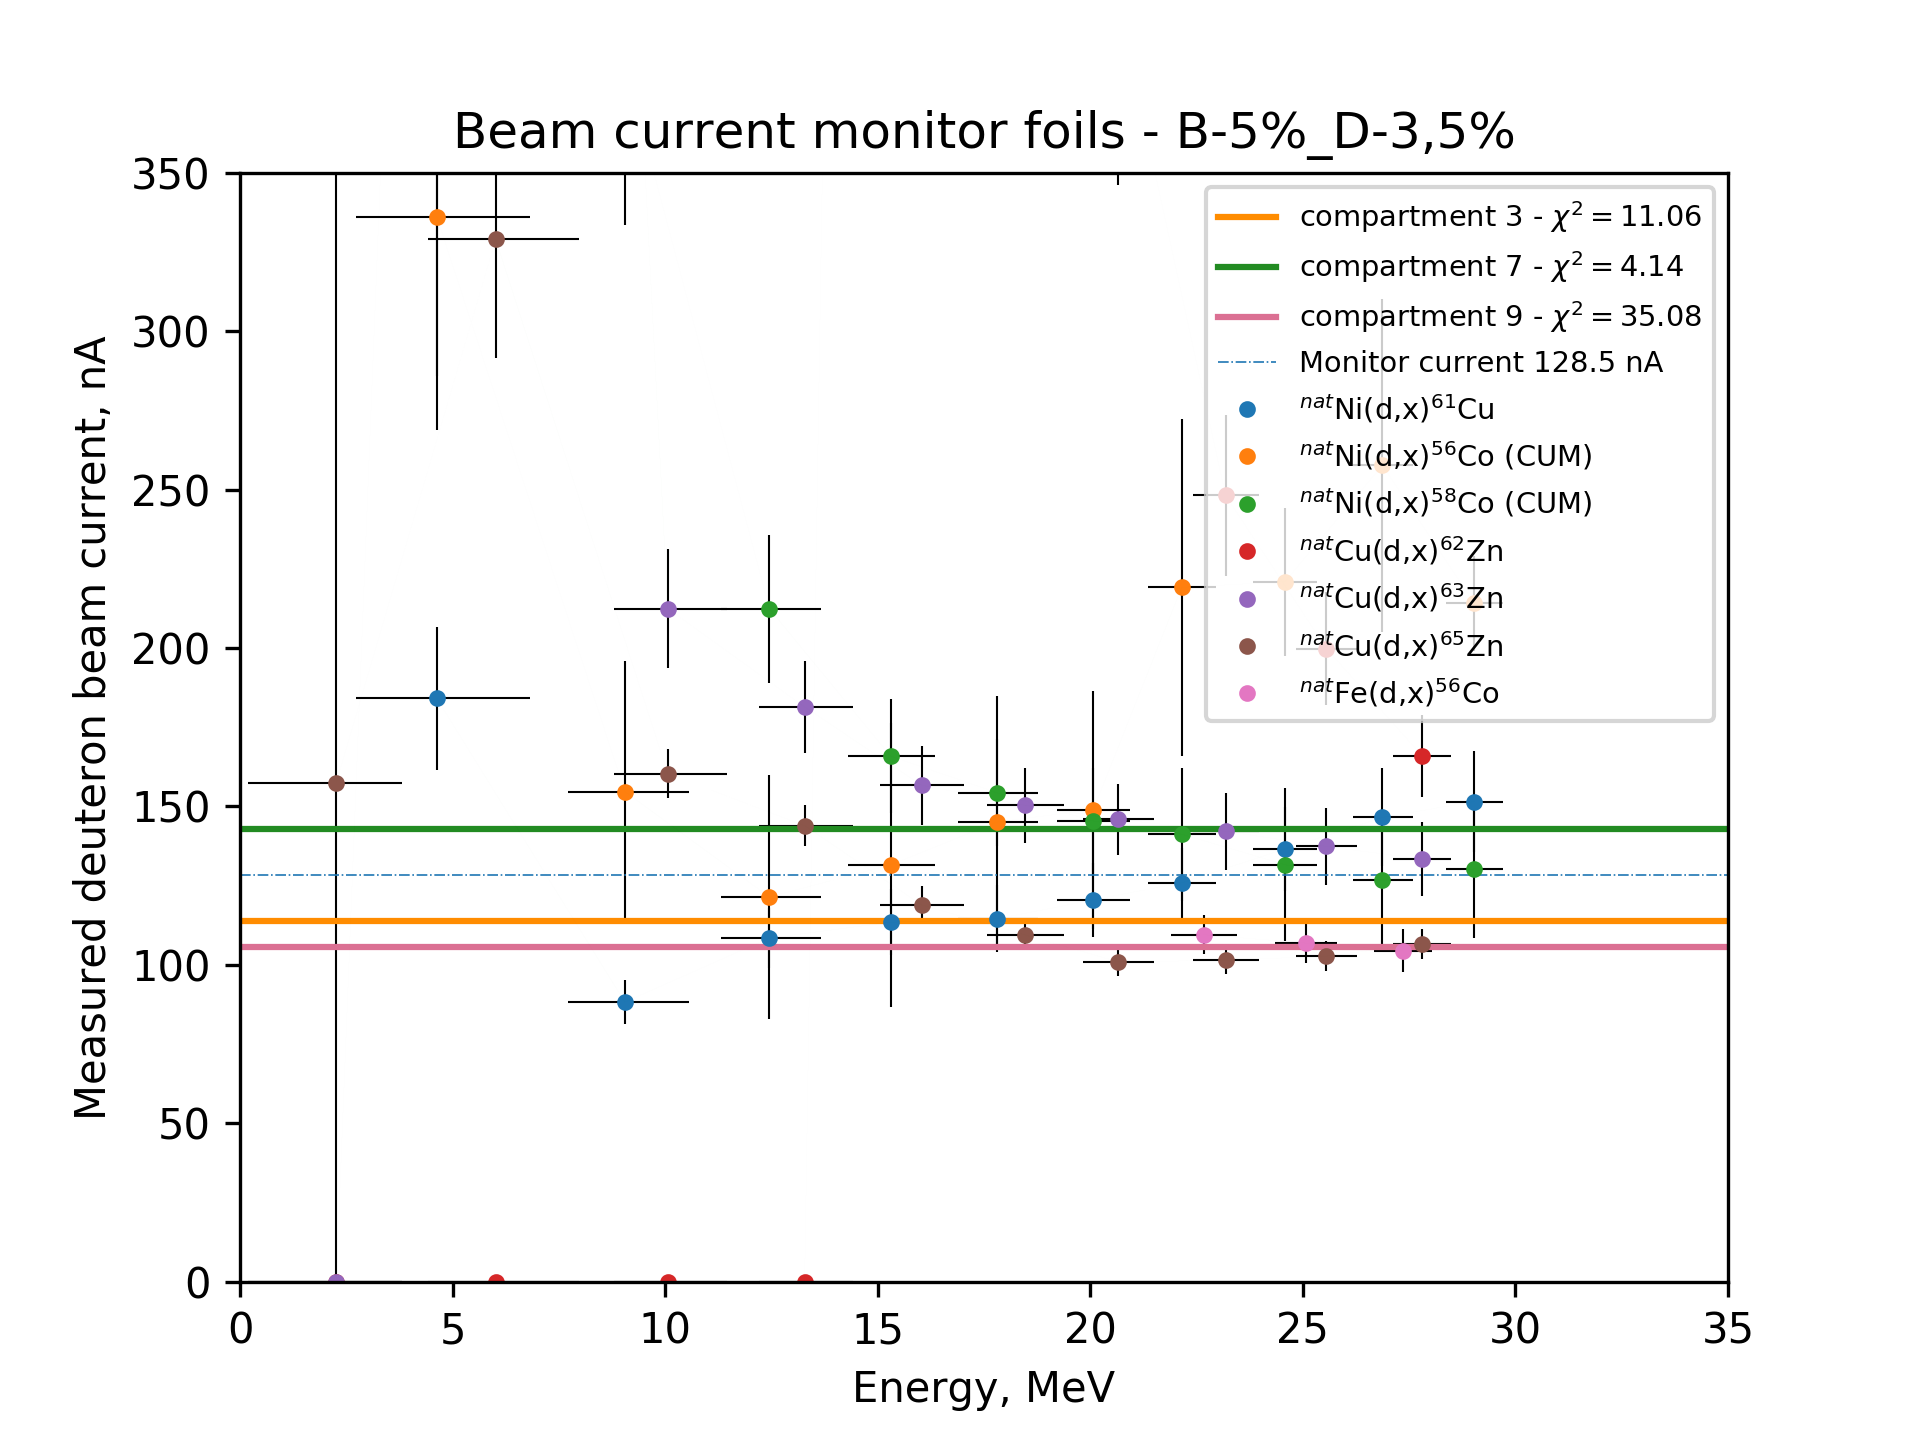 Beam current monitor foils - B-5%_D-3,5%
Measured deuteron beam current, nA
350
300
250
200
150
100
50
0
compartment 3 - χ² = 11.06
compartment 7 - χ² = 4.14
compartment 9 - χ² = 35.08
Monitor current 128.5 nA
ⁿᵃᵗNi(d,x)⁶¹Cu
ⁿᵃᵗNi(d,x)⁵⁶Co (CUM)
ⁿᵃᵗNi(d,x)⁵⁸Co (CUM)
ⁿᵃᵗCu(d,x)⁶²Zn
ⁿᵃᵗCu(d,x)⁶³Zn
ⁿᵃᵗCu(d,x)⁶⁵Zn
ⁿᵃᵗFe(d,x)⁵⁶Co
0 5 10 15 20 25 30 35
Energy, MeV